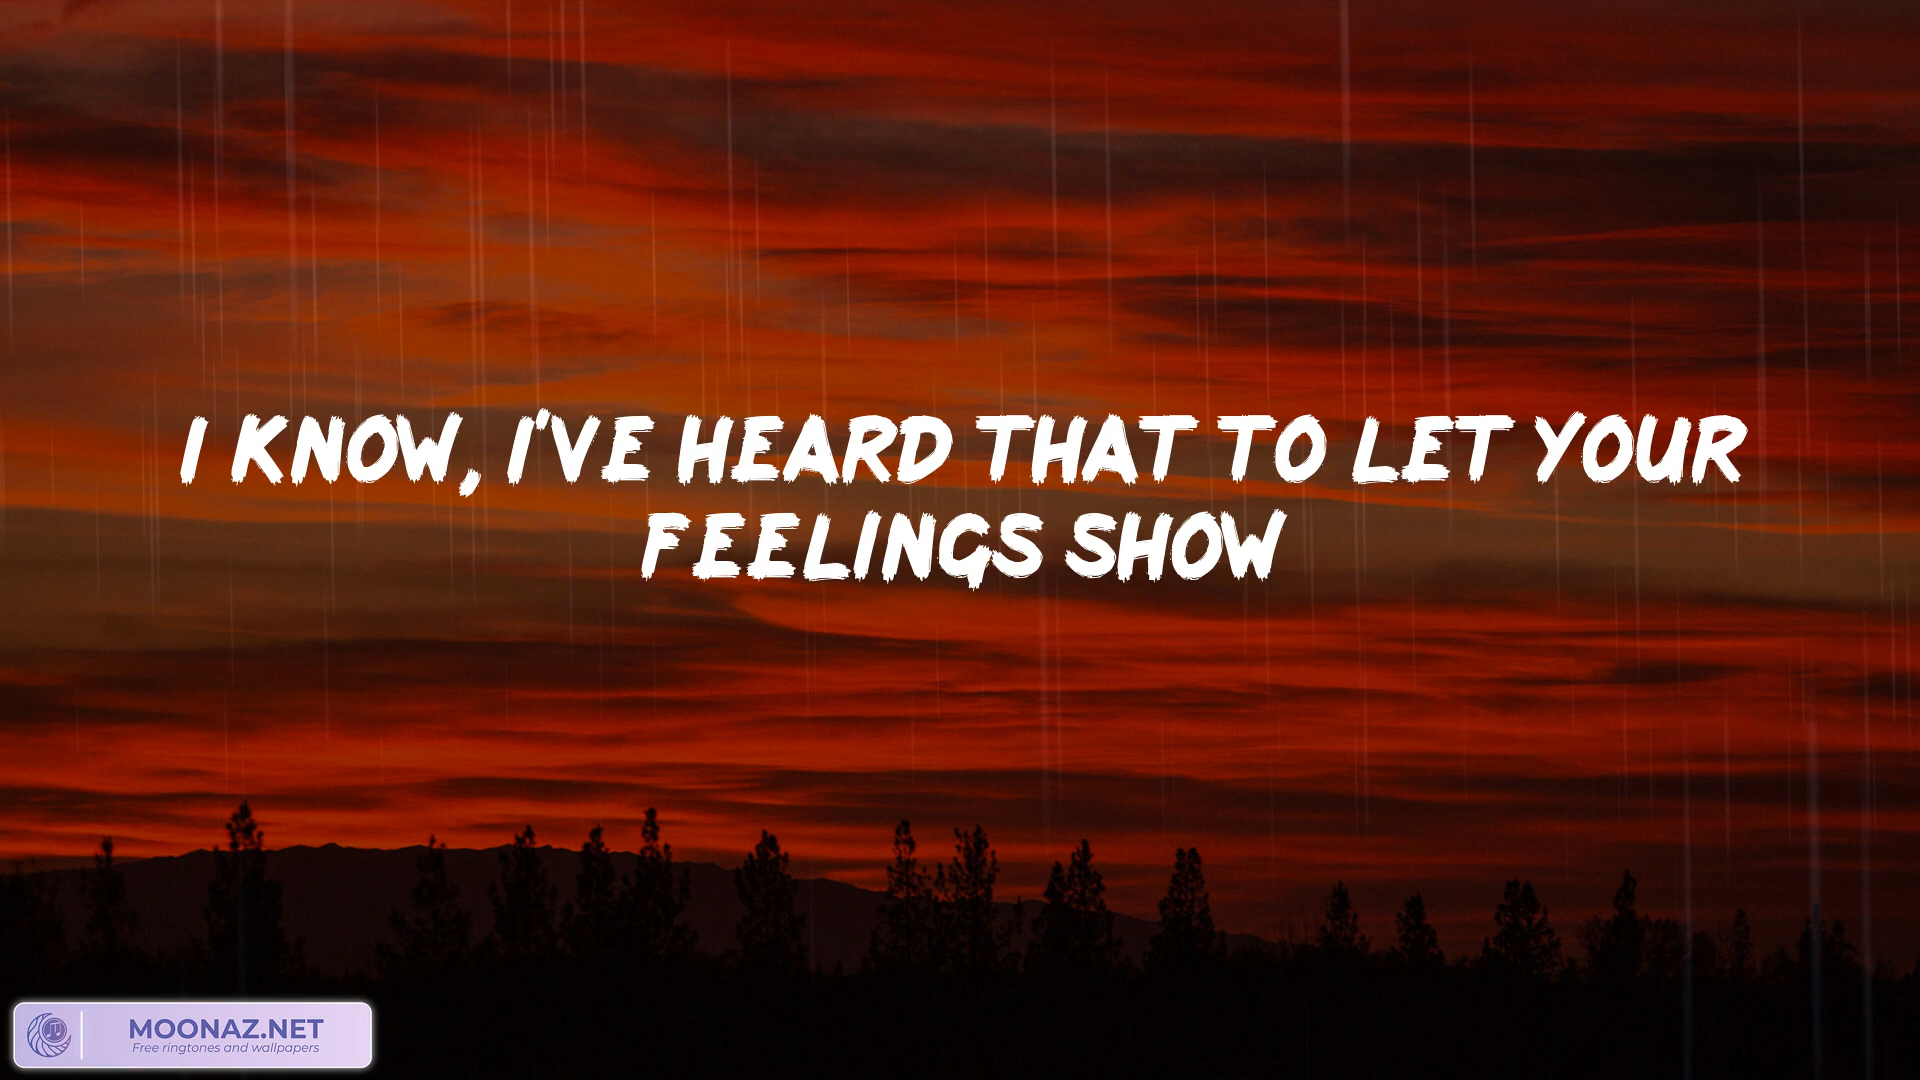 I KNOW, I'VE HEARD THAT TO LET YOUR
FEELINGS SHOW
MOONAZ.NET
Free ringtones and wallpapers